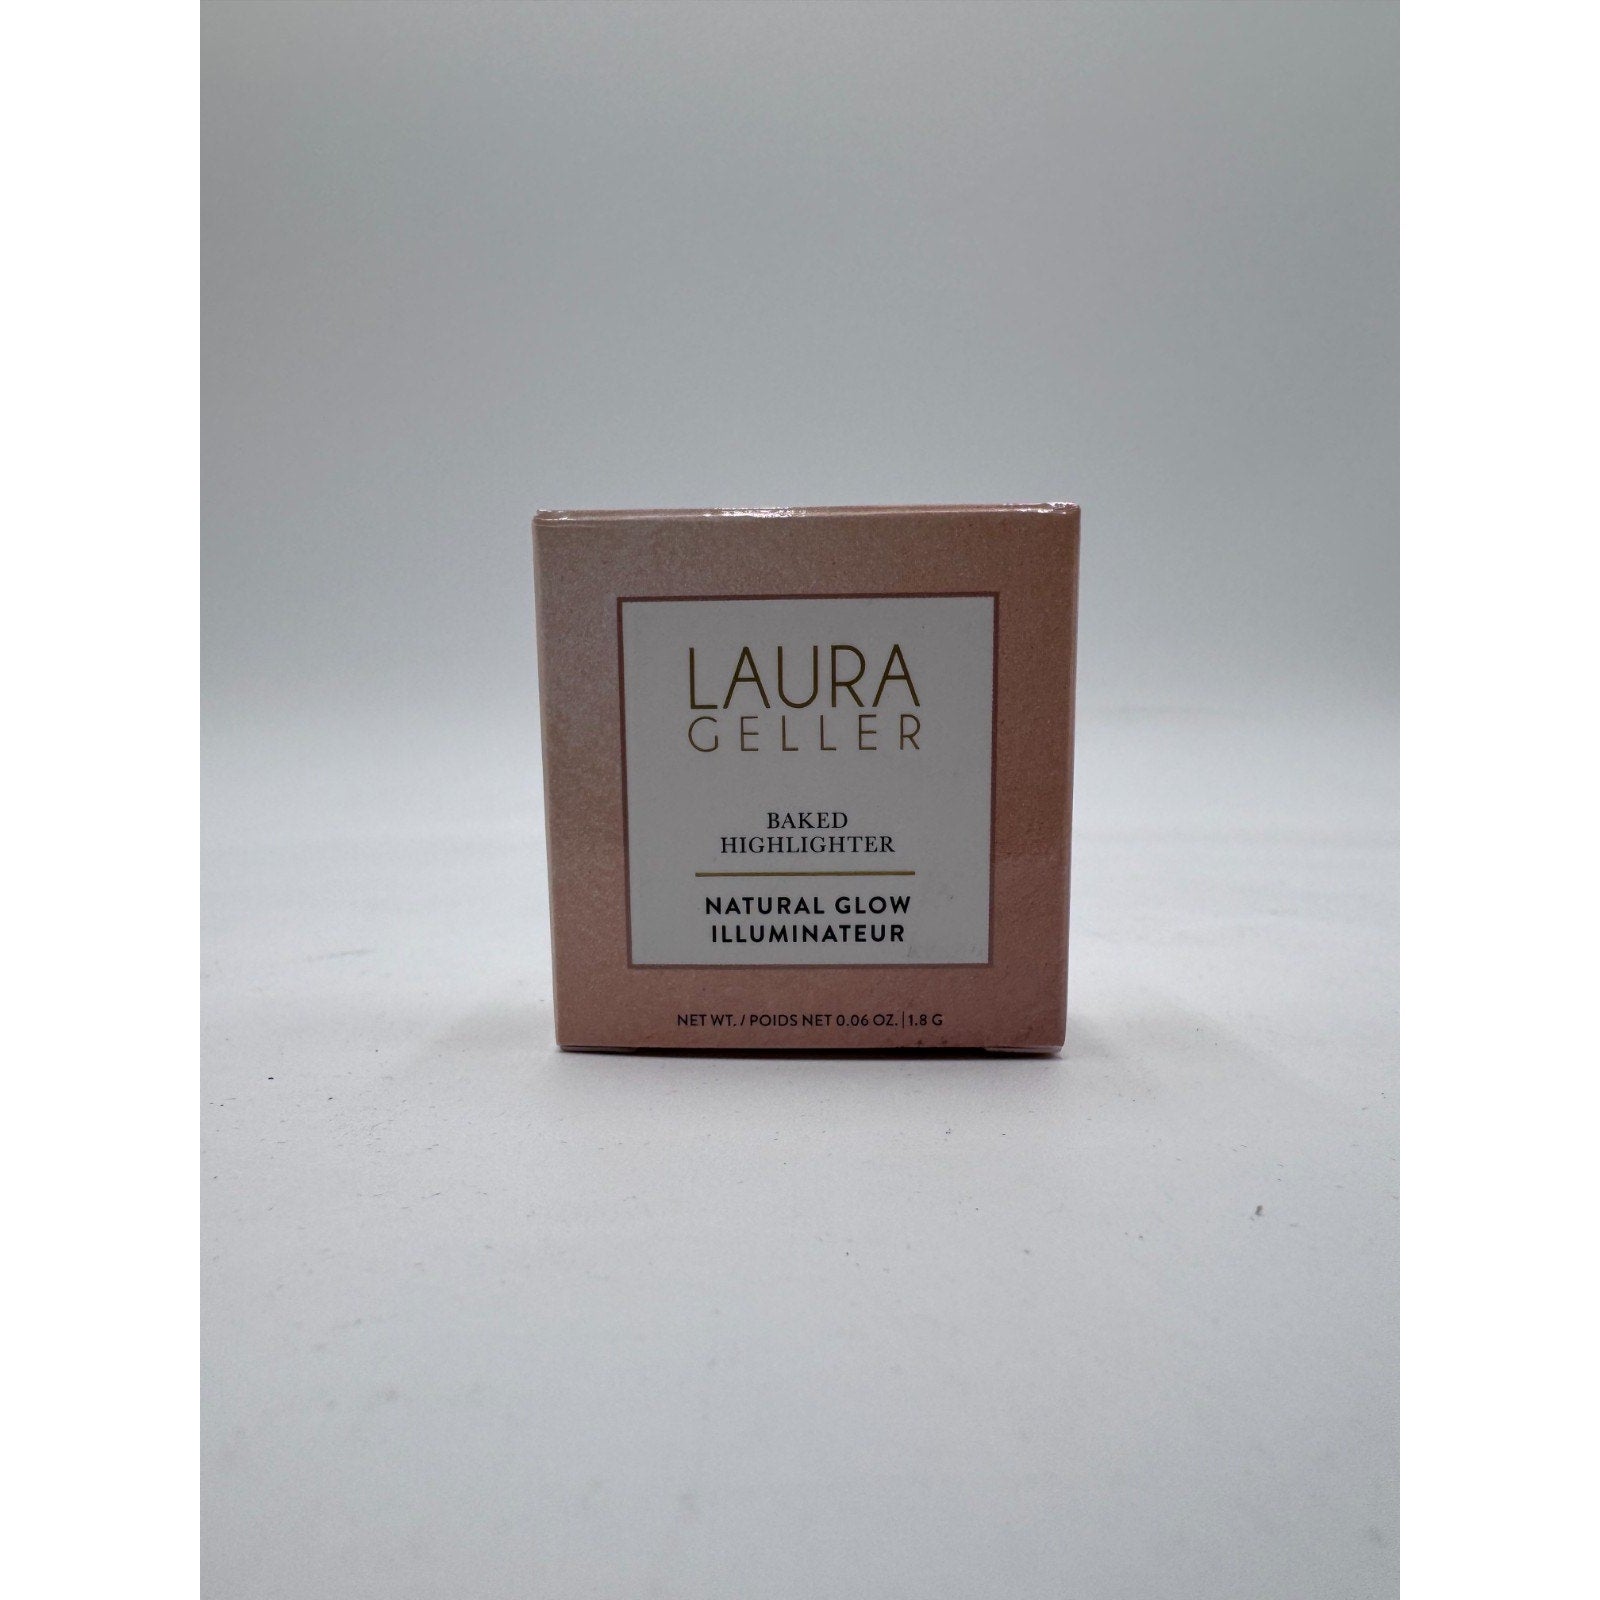 LAURA
GELLER
BAKED
HIGHLIGHTER
NATURAL GLOW
ILLUMINATEUR
NET WT. / POIDS NET 0.06 OZ. | 1.8 G